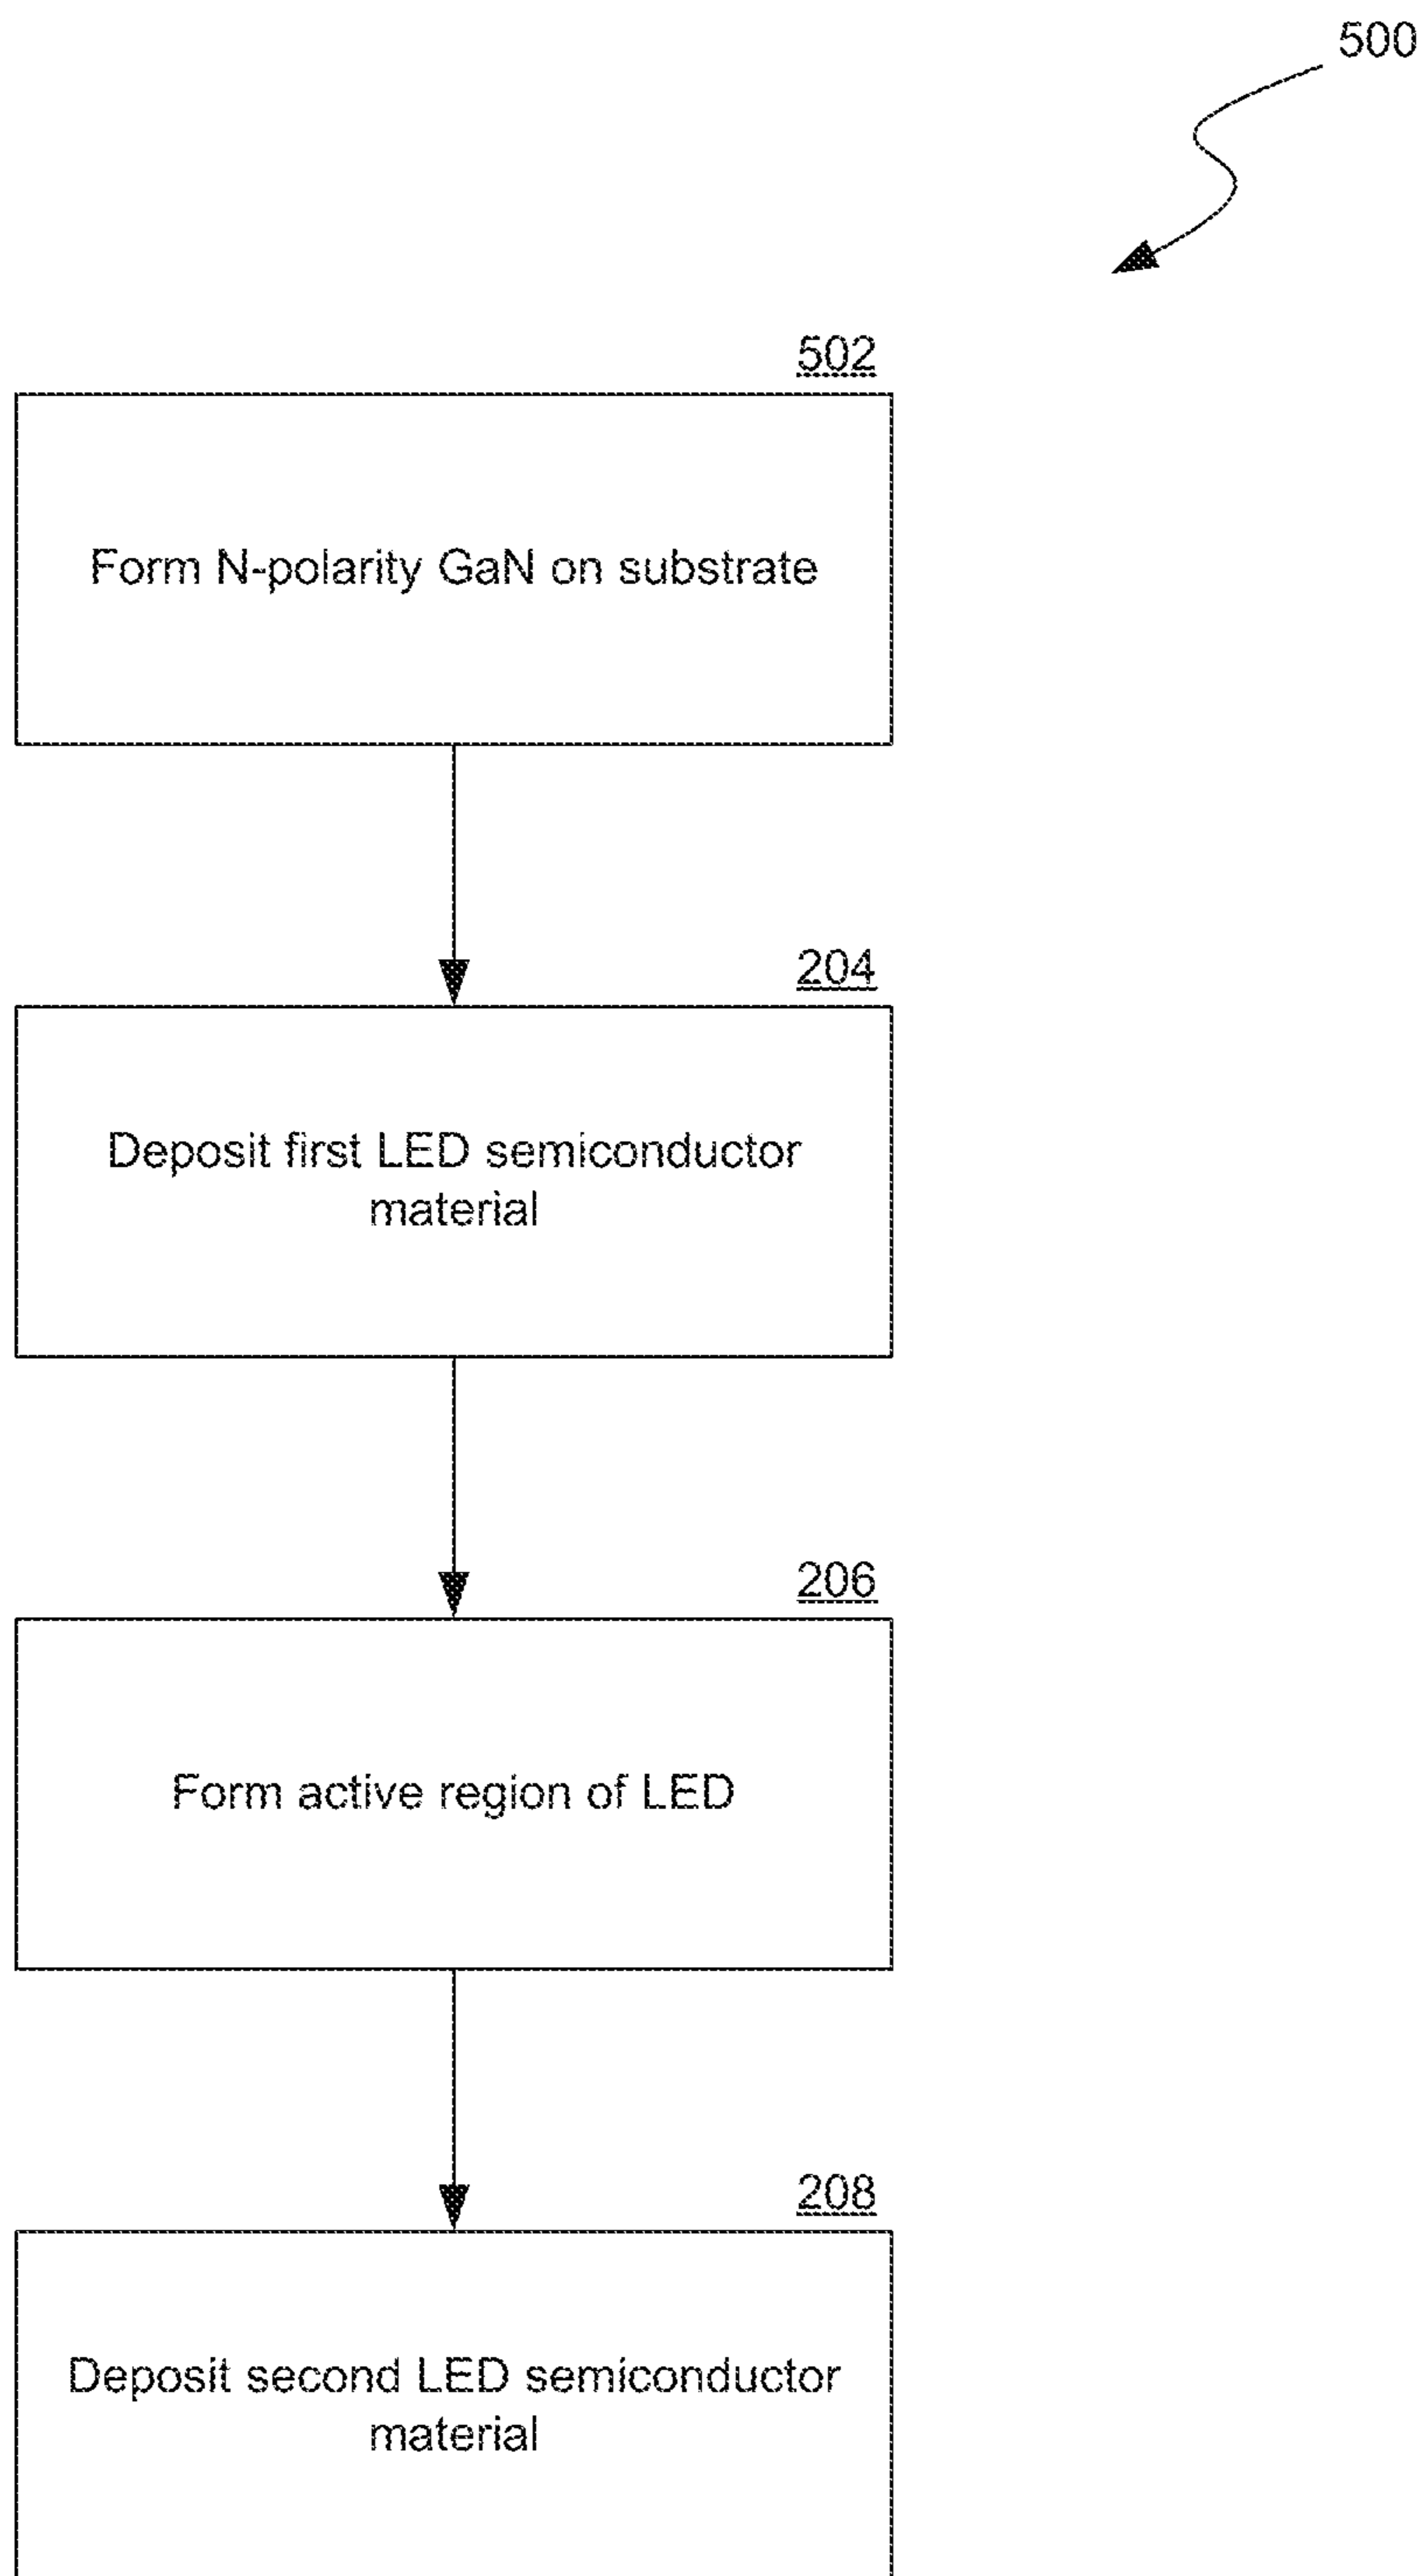 500
502
Form N-polarity GaN on substrate
204
Deposit first LED semiconductor
material
206
Form active region of LED
208
Deposit second LED semiconductor
material